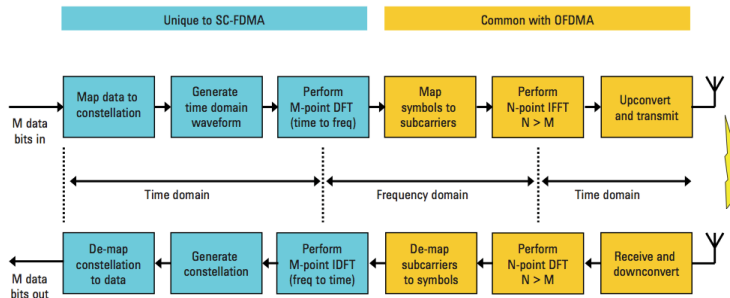 Unique to SC-FDMA
Common with OFDMA
M data
bits in
Map data to
constellation
Generate
time domain
waveform
Perform
M-point DFT
(time to freq)
Map
symbols to
subcarriers
Perform
N-point IFFT
N > M
Upconvert
and transmit
Time domain
Frequency domain
Time domain
M data
bits out
De-map
constellation
to data
Generate
constellation
Perform
M-point IDFT
(freq to time)
De-map
subcarriers
to symbols
Perform
N-point DFT
N > M
Receive and
downconvert